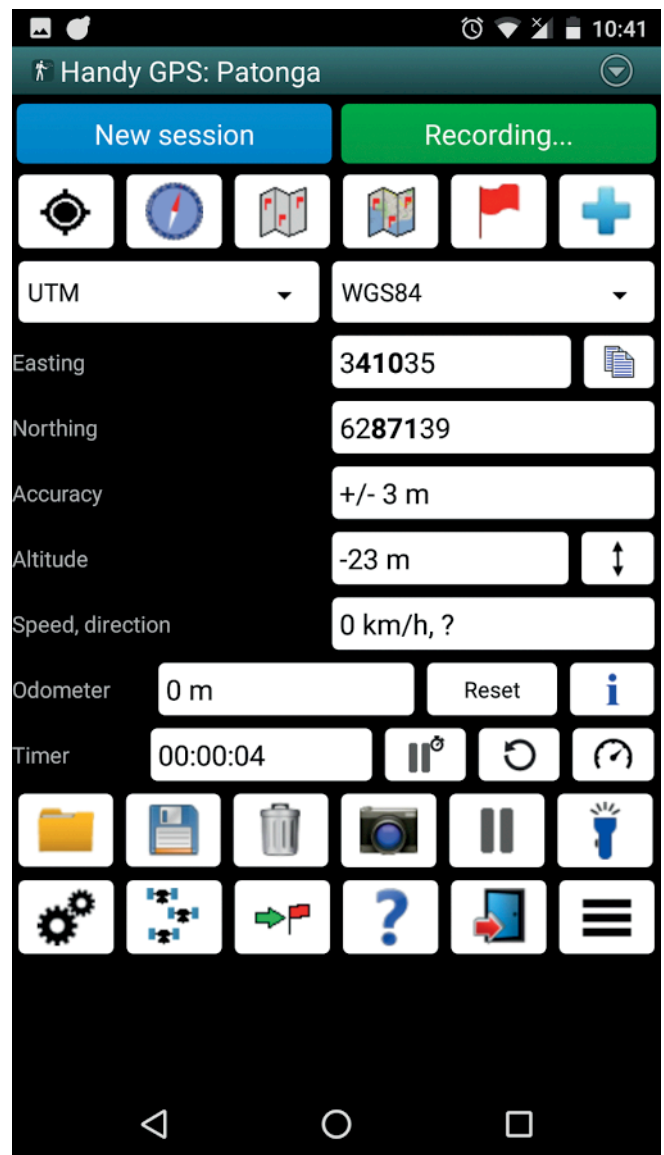 10:41
Handy GPS: Patonga
New session Recording...
UTM WGS84
Easting 341035
Northing 6287139
Accuracy +/- 3 m
Altitude -23 m
Speed, direction 0 km/h, ?
Odometer 0 m Reset i
Timer 00:00:04
?